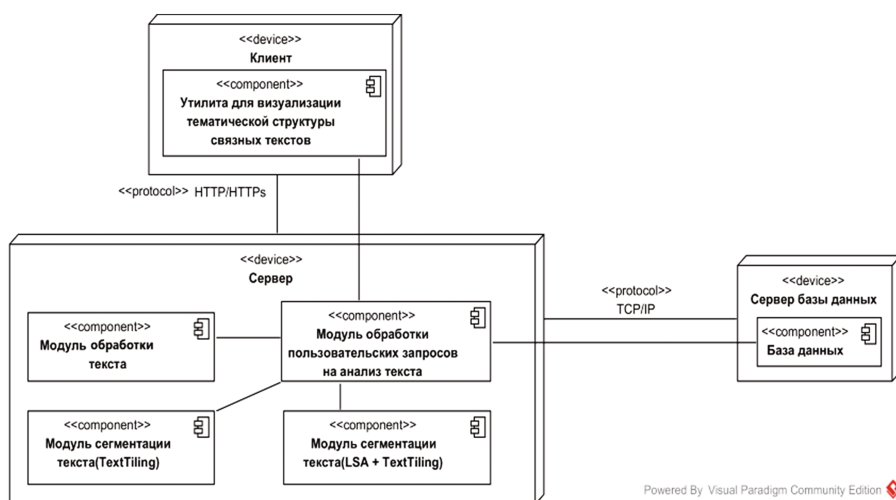 <<device>>
Клиент
<<component>>
Утилита для визуализации
тематической структуры
связных текстов
<<protocol>> HTTP/HTTPs
<<device>>
Сервер
<<component>>
Модуль обработки
текста
<<component>>
Модуль обработки
пользовательских запросов
на анализ текста
<<protocol>>
TCP/IP
<<device>>
Сервер базы данных
<<component>>
База данных
<<component>>
Модуль сегментации
текста(TextTiling)
<<component>>
Модуль сегментации
текста(LSA + TextTiling)
Powered By Visual Paradigm Community Edition